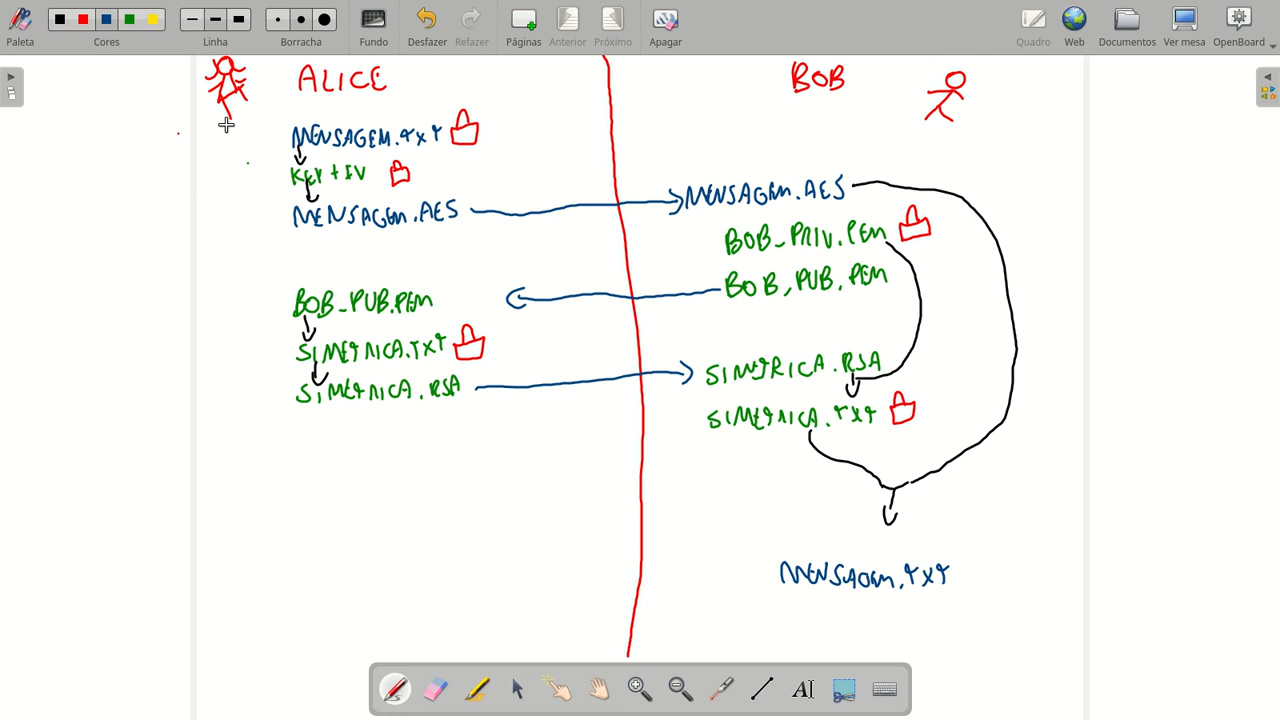 Paleta
Cores
Linha
Borracha
Fundo
Desfazer
Refazer
Páginas
Anterior
Próximo
Apagar
Quadro
Web
Documentos
Ver mesa
OpenBoard
ALICE
MENSAGEM.TXT
KEY + IV
MENSAGEM.AES
BOB_PUB.PEM
SIMETRICA.TXT
SIMETRICA.RSA
BOB
MENSAGEM.AES
BOB_PRIV.PEM
BOB_PUB.PEM
SIMETRICA.RSA
SIMETRICA.TXT
MENSAGEM.TXT
AI